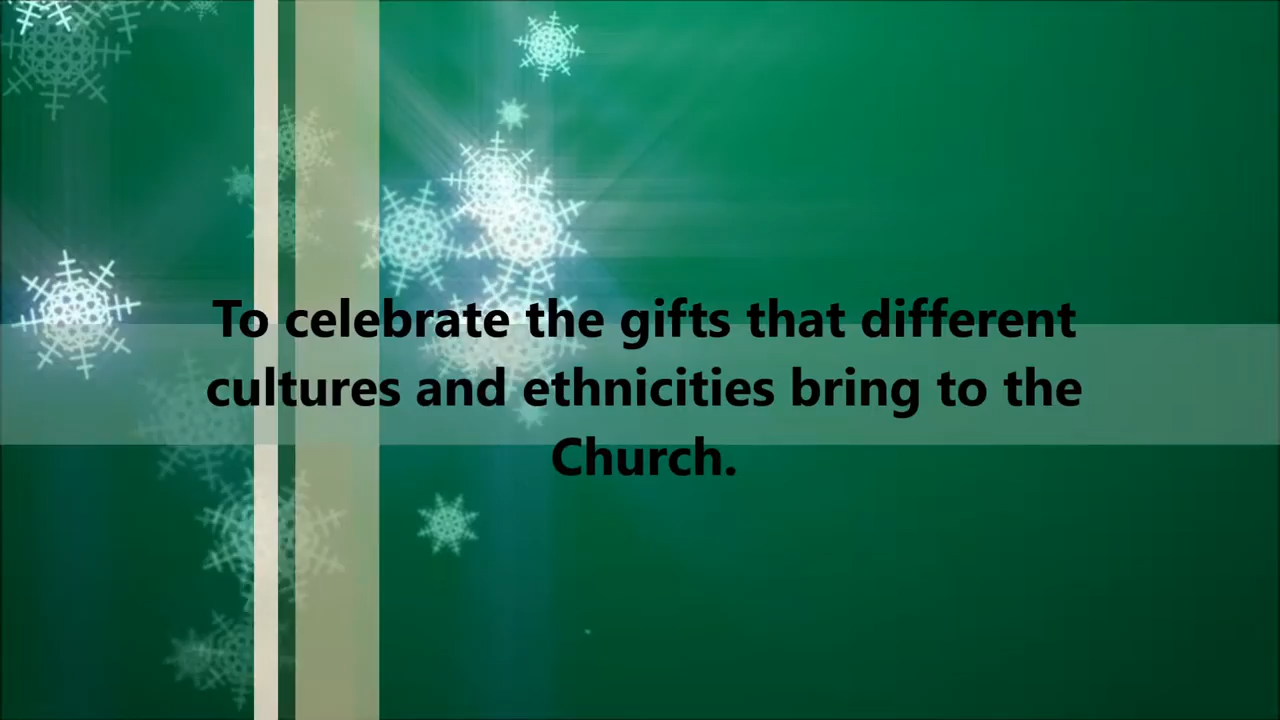 To celebrate the gifts that different
cultures and ethnicities bring to the
Church.